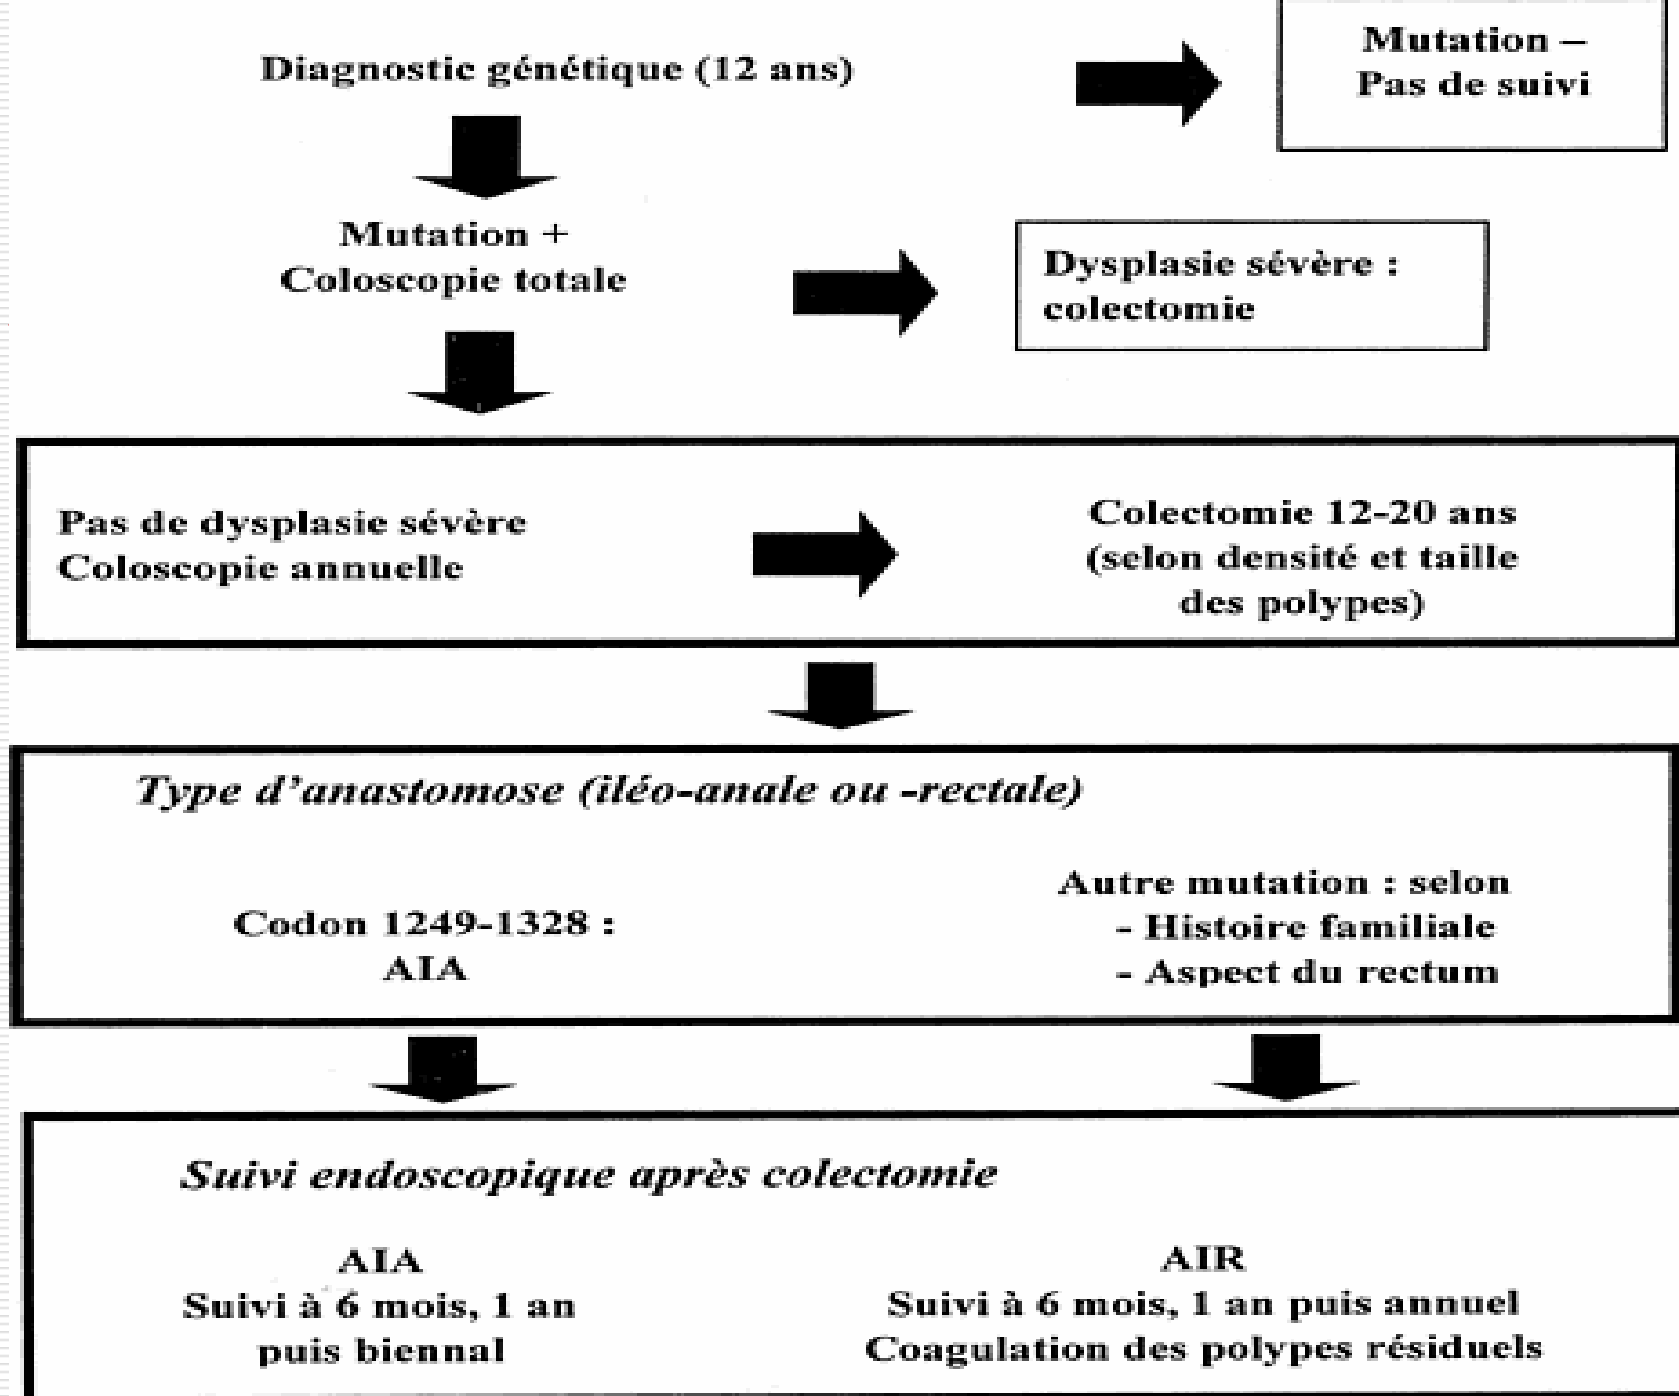 Diagnostic génétique (12 ans)
Mutation –
Pas de suivi
Mutation +
Coloscopie totale
Dysplasie sévère :
colectomie
Pas de dysplasie sévère
Coloscopie annuelle
Colectomie 12-20 ans
(selon densité et taille
des polypes)
Type d'anastomose (iléo-anale ou -rectale)
Codon 1249-1328 :
AIA
Autre mutation : selon
- Histoire familiale
- Aspect du rectum
Suivi endoscopique après colectomie
AIA
Suivi à 6 mois, 1 an
puis biennal
AIR
Suivi à 6 mois, 1 an puis annuel
Coagulation des polypes résiduels